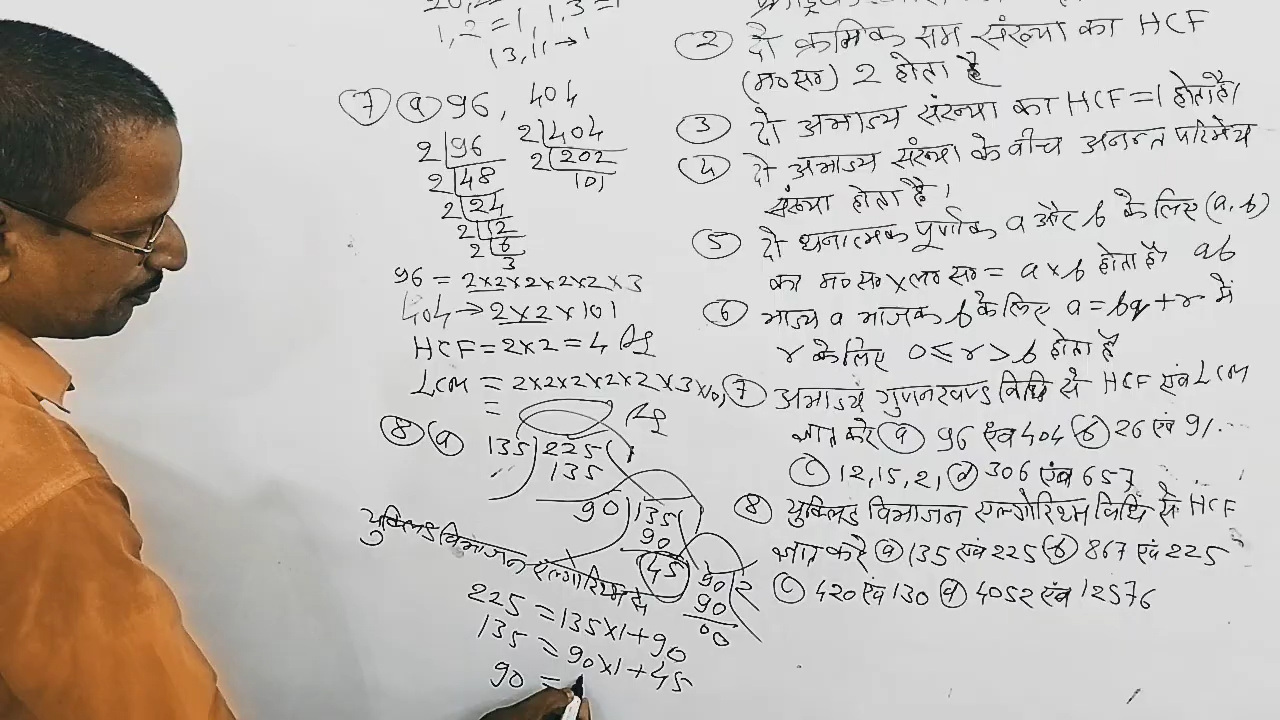 1, 2 = 1, 1, 3 = 1
13, 11 → 1
7 a 96, 404
2 96 2 404
2 48 2 202
2 24 101
2 12
2 6
3
96 = 2×2×2×2×2×3
404 → 2×2×101
HCF = 2×2 = 4
LCM = 2×2×2×2×2×3×101
=
8 a 135) 225 (1
135
90) 135 (
90
45) 90 (2
90
00
युक्लिड विभाजन एल्गोरिथम से
225 = 135×1+90
135 = 90×1+45
90 =
2 दो क्रमिक सम संख्या का HCF
(म०स०) 2 होता है
3 दो अभाज्य संख्या का HCF=1 होता है।
4 दो अभाज्य संख्या के बीच अनन्त परिमेय
संख्या होता है।
5 दो धनात्मक पूर्णांक a और b के लिए (a, b)
का म०स० × ल०स० = a×b होता है। ab
6 भाज्य a भाजक b के लिए a = bq + r में
r के लिए 0 ≤ r > b होता है
7 अभाज्य गुणनखण्ड विधि से HCF एवं LCM
ज्ञात करें a 96 एवं 404 b 26 एवं 91.
c 12, 15, 21 d 306 एवं 657
8 युक्लिड विभाजन एल्गोरिथम विधि से HCF
ज्ञात करें a 135 एवं 225 b 867 एवं 225
c 420 एवं 130 d 4052 एवं 12576